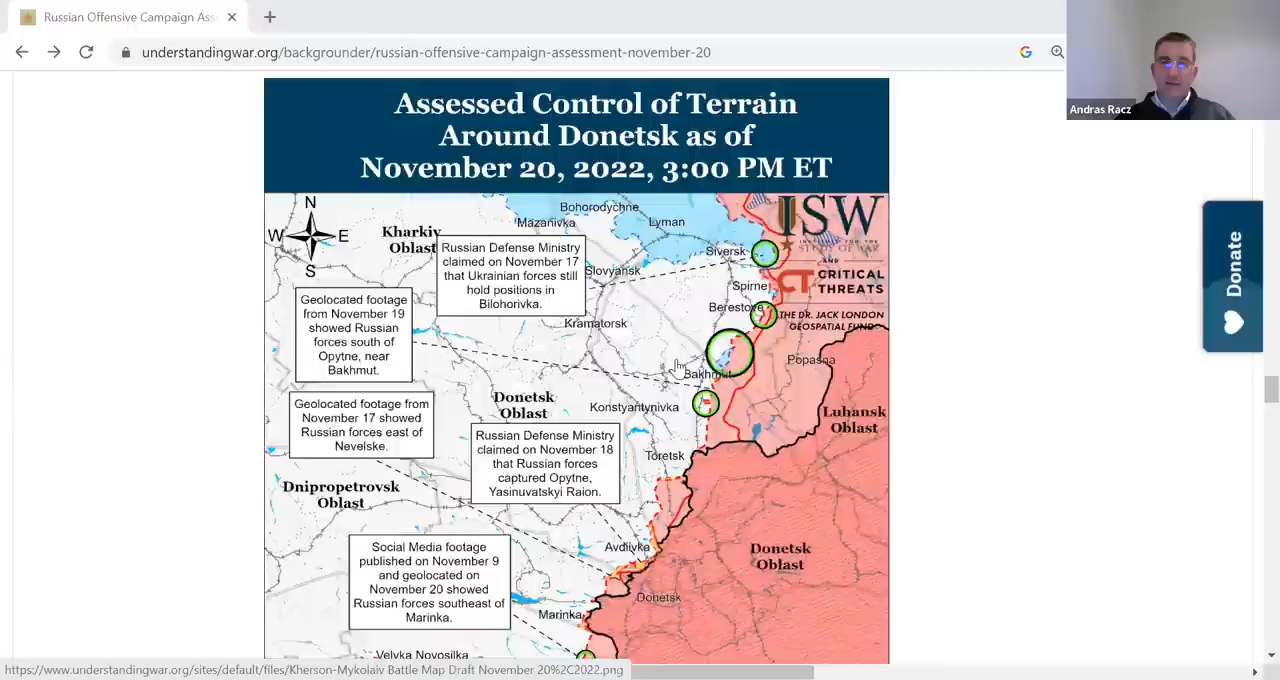 Russian Offensive Campaign Ass
understandingwar.org/backgrounder/russian-offensive-campaign-assessment-november-20
Andras Racz
Assessed Control of Terrain
Around Donetsk as of
November 20, 2022, 3:00 PM ET
N
W
E
S
Kharkiv
Oblast
Bohorodychne
Mazanivka
Lyman
ISW
INSTITUTE FOR THE
STUDY OF WAR
AND
CT CRITICAL
THREATS
THE DR. JACK LONDON
GEOSPATIAL FUND
Russian Defense Ministry
claimed on November 17
that Ukrainian forces still
hold positions in
Bilohorivka.
Siversk
Slovyansk
Spirne
Berestove
Kramatorsk
Geolocated footage
from November 19
showed Russian
forces south of
Opytne, near
Bakhmut.
Bakhmut
Popasna
Donetsk
Oblast
Konstyantynivka
Luhansk
Oblast
Geolocated footage from
November 17 showed
Russian forces east of
Nevelske.
Russian Defense Ministry
claimed on November 18
that Russian forces
captured Opytne,
Yasinuvatskyi Raion.
Toretsk
Dnipropetrovsk
Oblast
Avdiivka
Donetsk
Oblast
Social Media footage
published on November 9
and geolocated on
November 20 showed
Russian forces southeast of
Marinka.
Donetsk
Marinka
Velyka Novosilka
Donate
https://www.understandingwar.org/sites/default/files/Kherson-Mykolaiv Battle Map Draft November 20%2C2022.png